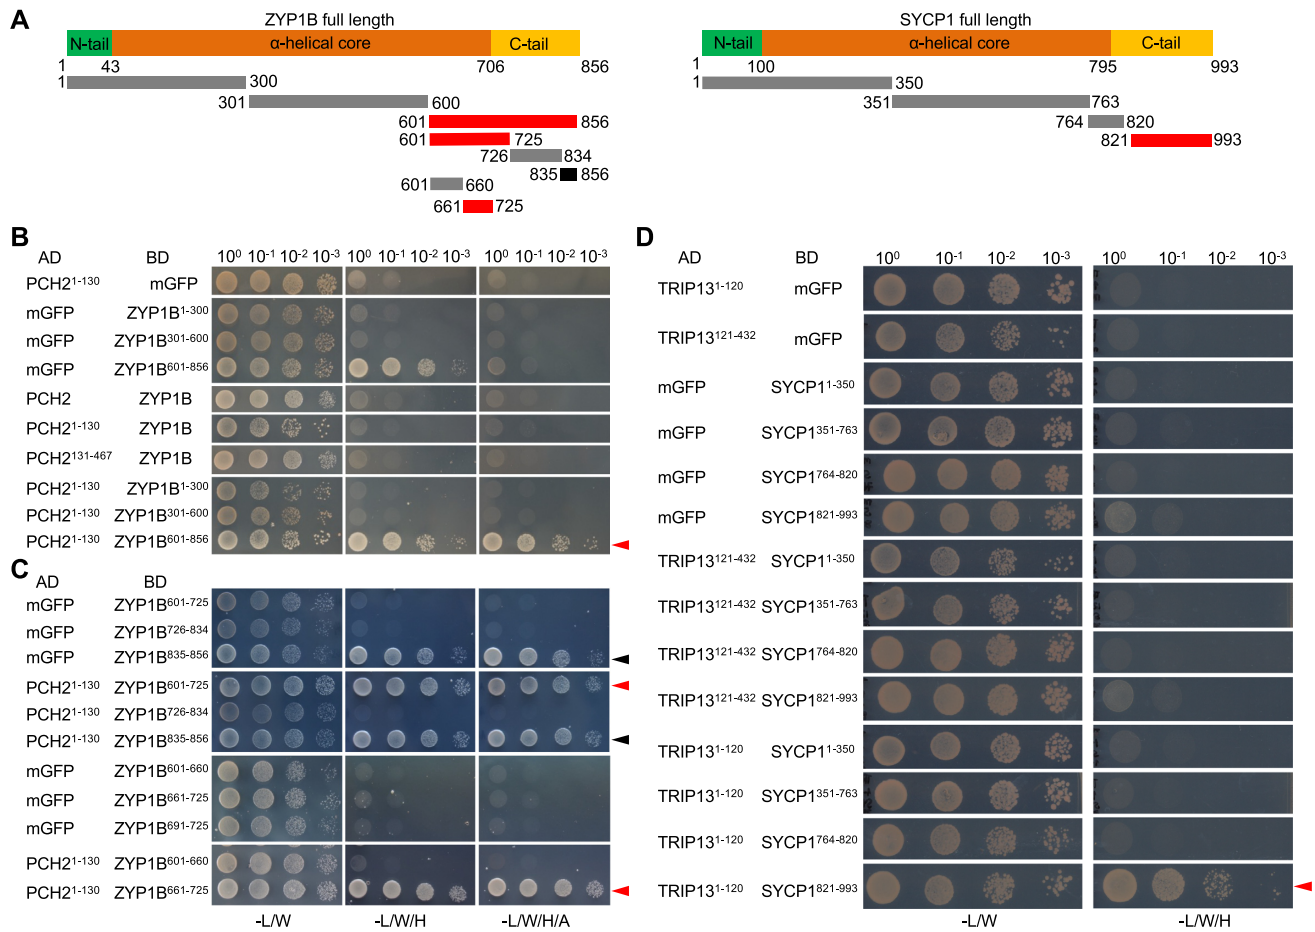 A
ZYP1B full length
N-tail α-helical core C-tail
1 43 706 856
1 300
301 600
601 856
601 725
726 834
835 856
601 660
661 725
SYCP1 full length
N-tail α-helical core C-tail
1 100 795 993
1 350
351 763
764 820
821 993
B
AD BD 10⁰ 10⁻¹ 10⁻² 10⁻³ 10⁰ 10⁻¹ 10⁻² 10⁻³ 10⁰ 10⁻¹ 10⁻² 10⁻³
PCH2¹⁻¹³⁰ mGFP
mGFP ZYP1B¹⁻³⁰⁰
mGFP ZYP1B³⁰¹⁻⁶⁰⁰
mGFP ZYP1B⁶⁰¹⁻⁸⁵⁶
PCH2 ZYP1B
PCH2¹⁻¹³⁰ ZYP1B
PCH2¹³¹⁻⁴⁶⁷ ZYP1B
PCH2¹⁻¹³⁰ ZYP1B¹⁻³⁰⁰
PCH2¹⁻¹³⁰ ZYP1B³⁰¹⁻⁶⁰⁰
PCH2¹⁻¹³⁰ ZYP1B⁶⁰¹⁻⁸⁵⁶
C
AD BD
mGFP ZYP1B⁶⁰¹⁻⁷²⁵
mGFP ZYP1B⁷²⁶⁻⁸³⁴
mGFP ZYP1B⁸³⁵⁻⁸⁵⁶
PCH2¹⁻¹³⁰ ZYP1B⁶⁰¹⁻⁷²⁵
PCH2¹⁻¹³⁰ ZYP1B⁷²⁶⁻⁸³⁴
PCH2¹⁻¹³⁰ ZYP1B⁸³⁵⁻⁸⁵⁶
mGFP ZYP1B⁶⁰¹⁻⁶⁶⁰
mGFP ZYP1B⁶⁶¹⁻⁷²⁵
mGFP ZYP1B⁶⁹¹⁻⁷²⁵
PCH2¹⁻¹³⁰ ZYP1B⁶⁰¹⁻⁶⁶⁰
PCH2¹⁻¹³⁰ ZYP1B⁶⁶¹⁻⁷²⁵
-L/W -L/W/H -L/W/H/A
D
AD BD 10⁰ 10⁻¹ 10⁻² 10⁻³ 10⁰ 10⁻¹ 10⁻² 10⁻³
TRIP13¹⁻¹²⁰ mGFP
TRIP13¹²¹⁻⁴³² mGFP
mGFP SYCP1¹⁻³⁵⁰
mGFP SYCP1³⁵¹⁻⁷⁶³
mGFP SYCP1⁷⁶⁴⁻⁸²⁰
mGFP SYCP1⁸²¹⁻⁹⁹³
TRIP13¹²¹⁻⁴³² SYCP1¹⁻³⁵⁰
TRIP13¹²¹⁻⁴³² SYCP1³⁵¹⁻⁷⁶³
TRIP13¹²¹⁻⁴³² SYCP1⁷⁶⁴⁻⁸²⁰
TRIP13¹²¹⁻⁴³² SYCP1⁸²¹⁻⁹⁹³
TRIP13¹⁻¹²⁰ SYCP1¹⁻³⁵⁰
TRIP13¹⁻¹²⁰ SYCP1³⁵¹⁻⁷⁶³
TRIP13¹⁻¹²⁰ SYCP1⁷⁶⁴⁻⁸²⁰
TRIP13¹⁻¹²⁰ SYCP1⁸²¹⁻⁹⁹³
-L/W -L/W/H